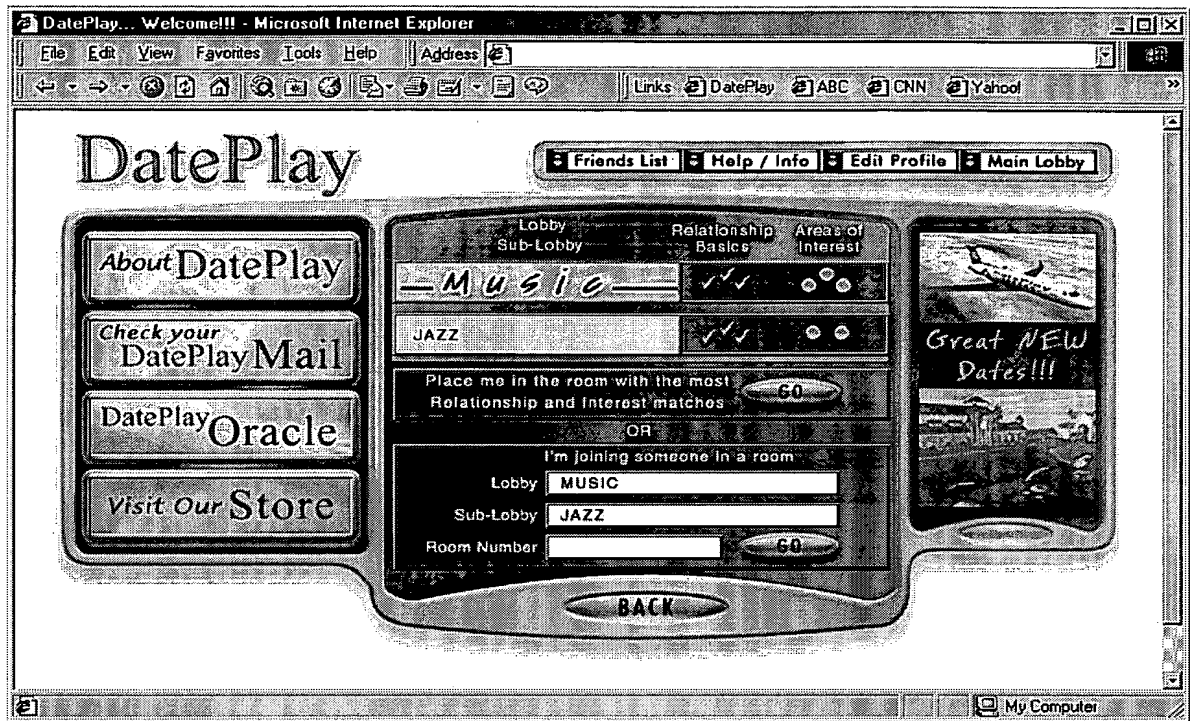 DatePlay... Welcome!!! - Microsoft Internet Explorer
File Edit View Favorites Tools Help Address
Links DatePlay ABC CNN Yahoo! »
DatePlay
Friends List Help / Info Edit Profile Main Lobby
About DatePlay
Check your
DatePlay Mail
DatePlay Oracle
Visit Our Store
Lobby
Sub-Lobby
Relationship
Basics
Areas of
Interest
Music
JAZZ
Place me in the room with the most
Relationship and Interest matches
GO
OR
I'm joining someone in a room
Lobby MUSIC
Sub-Lobby JAZZ
Room Number GO
BACK
Great NEW
Dates!!!
My Computer